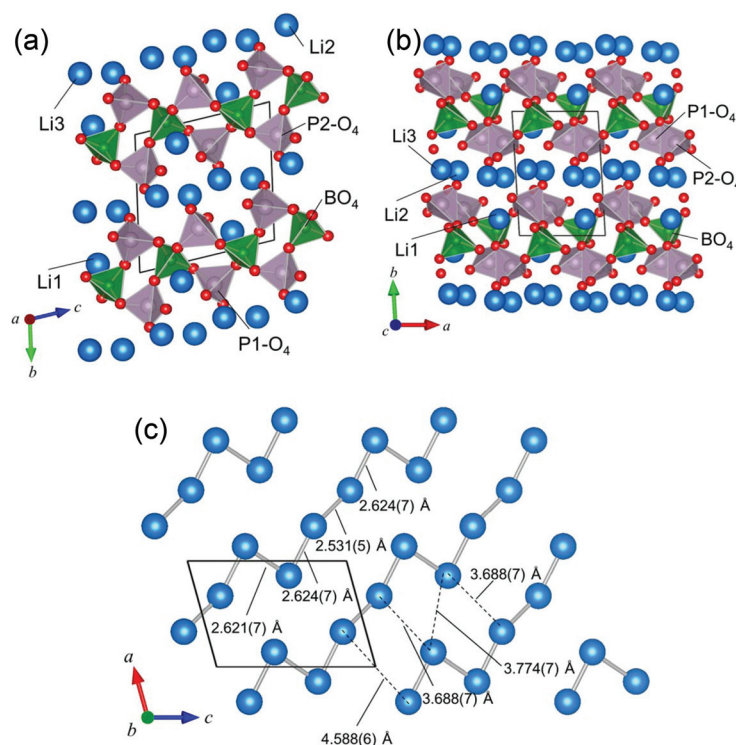 (a)
Li2
Li3
P2-O4
BO4
Li1
P1-O4
a
c
b
(b)
P1-O4
Li3
P2-O4
Li2
Li1
BO4
b
c
a
(c)
2.624(7) Å
2.531(5) Å
3.688(7) Å
2.624(7) Å
2.621(7) Å
3.774(7) Å
3.688(7) Å
4.588(6) Å
a
b
c